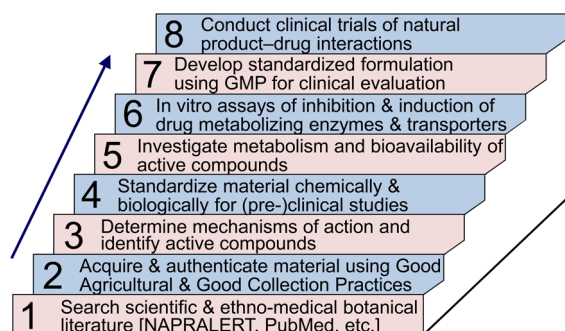 8 Conduct clinical trials of natural
product–drug interactions
7 Develop standardized formulation
using GMP for clinical evaluation
6 In vitro assays of inhibition & induction of
drug metabolizing enzymes & transporters
5 Investigate metabolism and bioavailability of
active compounds
4 Standardize material chemically &
biologically for (pre-)clinical studies
3 Determine mechanisms of action and
identify active compounds
2 Acquire & authenticate material using Good
Agricultural & Good Collection Practices
1 Search scientific & ethno-medical botanical
literature [NAPRALERT, PubMed, etc.]